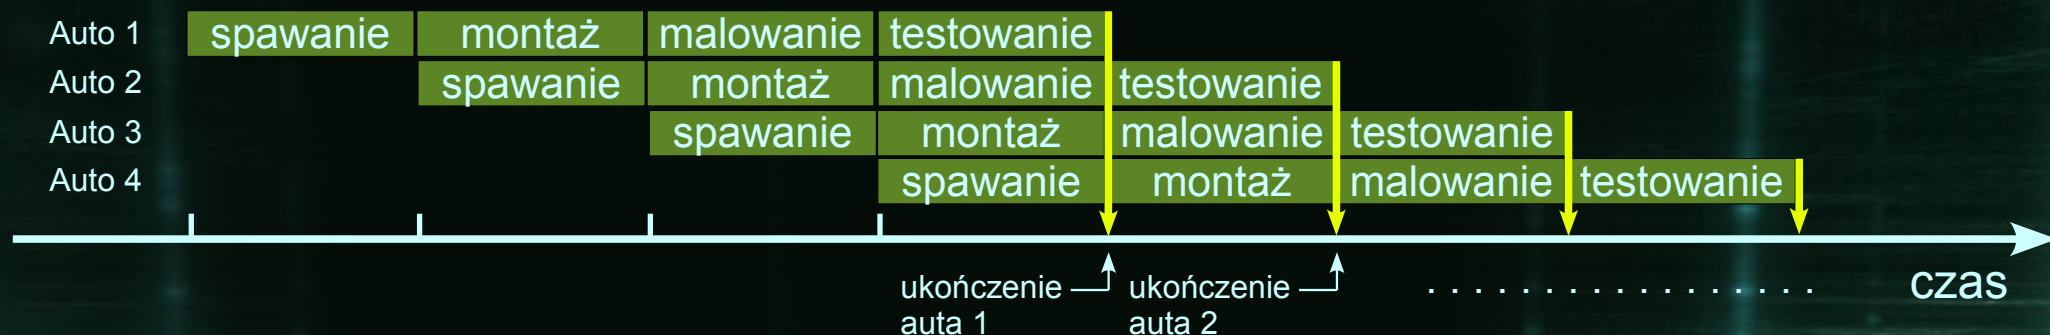 Auto 1 spawanie montaż malowanie testowanie
Auto 2 spawanie montaż malowanie testowanie
Auto 3 spawanie montaż malowanie testowanie
Auto 4 spawanie montaż malowanie testowanie
ukończenie ukończenie . . . . . . . . . . . . . . . . . czas
auta 1 auta 2